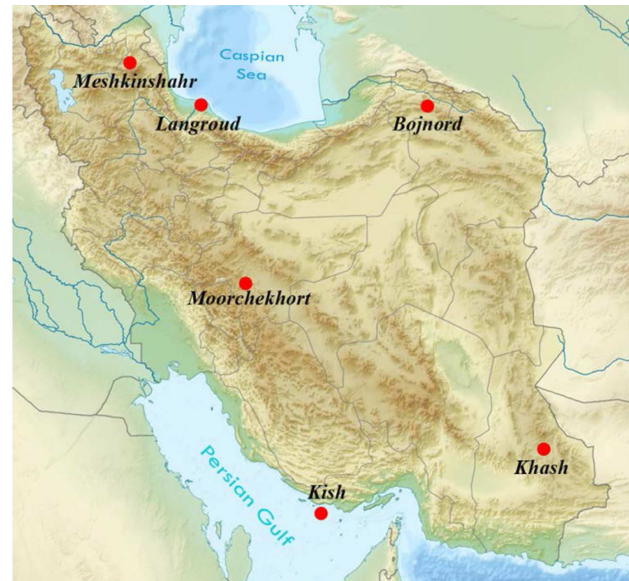 Caspian
Sea
Meshkinshahr
Langroud
Bojnord
Moorchekhort
Khash
Kish
Persian Gulf